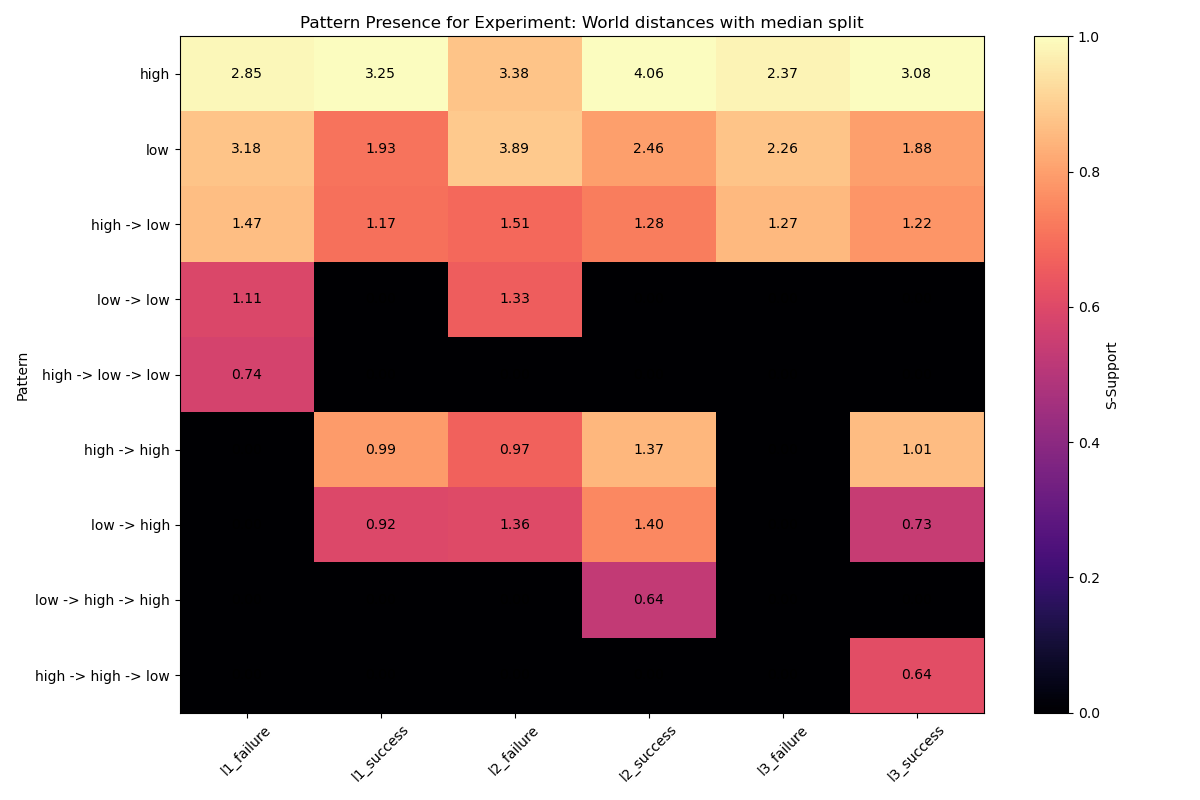 Pattern Presence for Experiment: World distances with median split
Pattern
high 2.85 3.25 3.38 4.06 2.37 3.08
low 3.18 1.93 3.89 2.46 2.26 1.88
high -> low 1.47 1.17 1.51 1.28 1.27 1.22
low -> low 1.11 1.33
high -> low -> low 0.74
high -> high 0.99 0.97 1.37 1.01
low -> high 0.92 1.36 1.40 0.73
low -> high -> high 0.64
high -> high -> low 0.64
l1_failure l1_success l2_failure l2_success l3_failure l3_success
1.0
0.8
0.6
0.4
0.2
0.0
S-Support